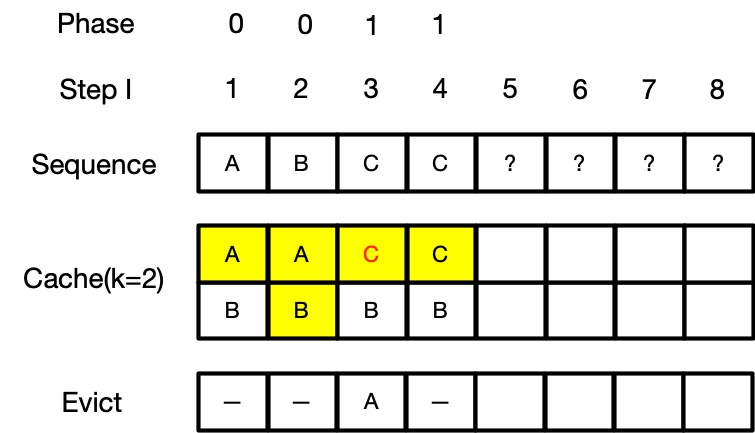 Phase 0 0 1 1
Step I 1 2 3 4 5 6 7 8
Sequence A B C C ? ? ? ?
A A C C
Cache(k=2)
B B B B
Evict – – A –